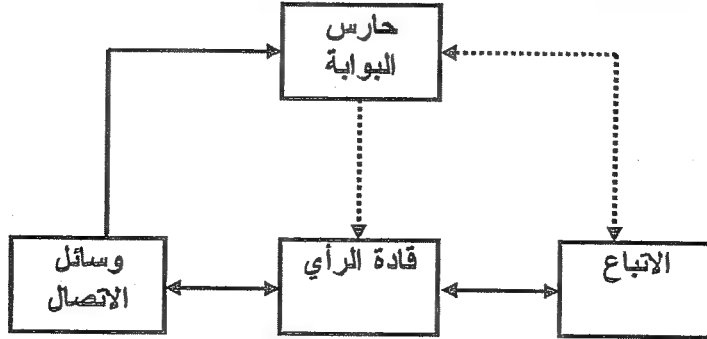 حارس
البوابة
وسائل
الاتصال
قادة الرأي
الاتباع